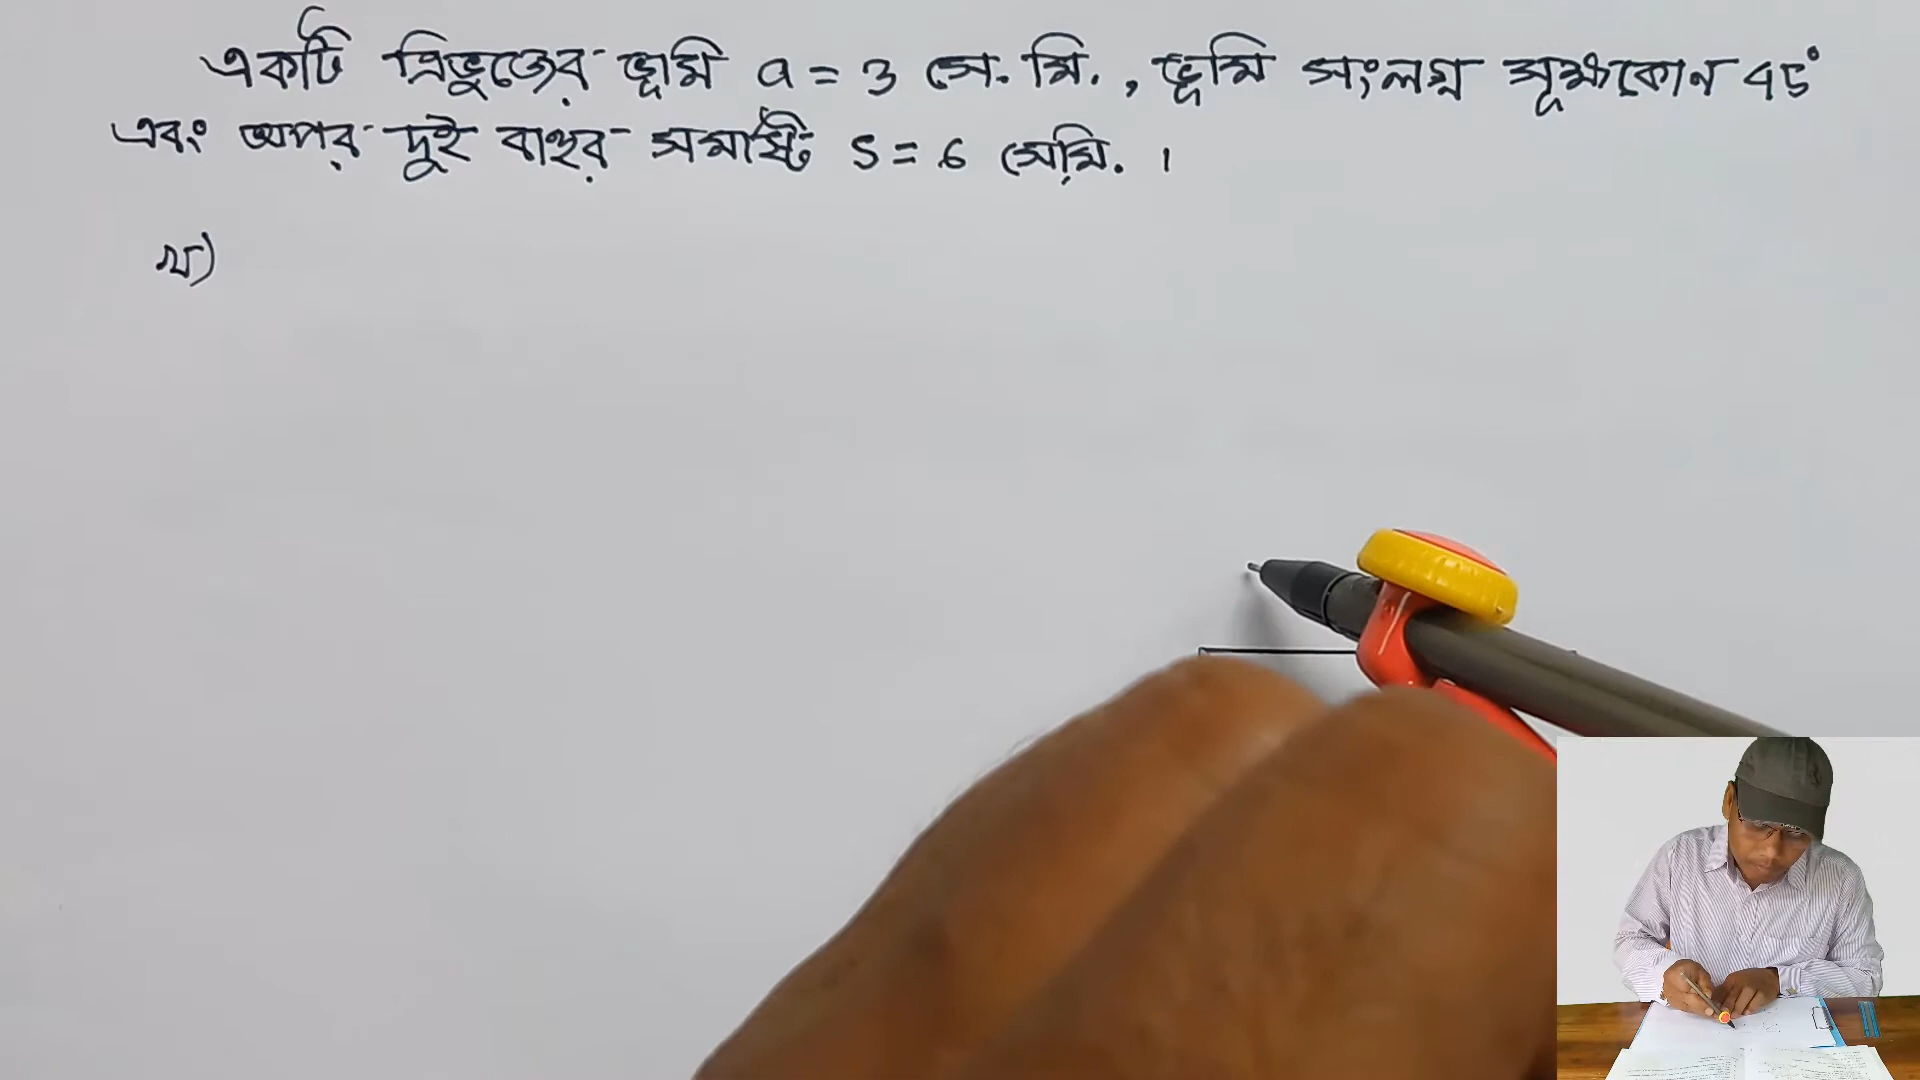 একটি ত্রিভুজের ভূমি a = 3 সে. মি. , ভূমি সংলগ্ন সূক্ষ্মকোন 45°
এবং অপর দুই বাহুর সমষ্টি s = 6 সেমি. ।
খ)